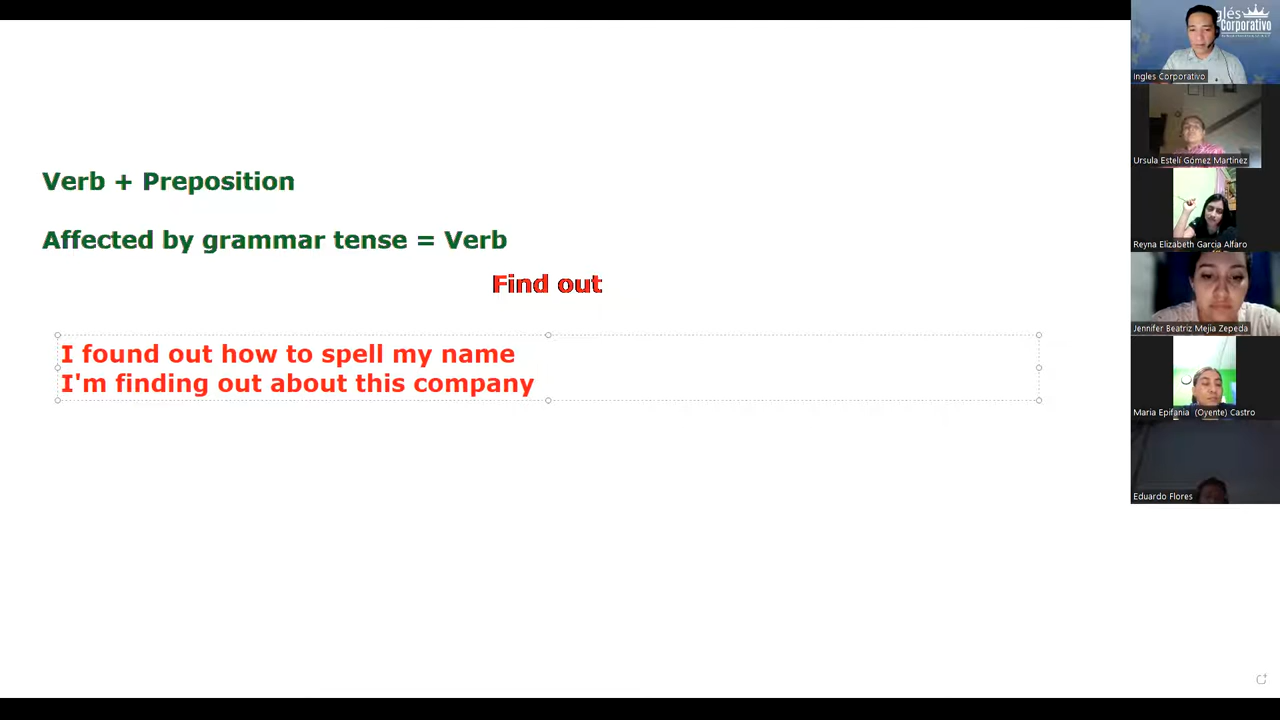 Verb + Preposition
Affected by grammar tense = Verb
Find out
I found out how to spell my name
I'm finding out about this company
glés
Corporativo
Ingles Corporativo
Ursula Estelí Gómez Martinez
Reyna Elizabeth Garcia Alfaro
Jennifer Beatriz Mejia Zepeda
Maria Epifania (Oyente) Castro
Eduardo Flores